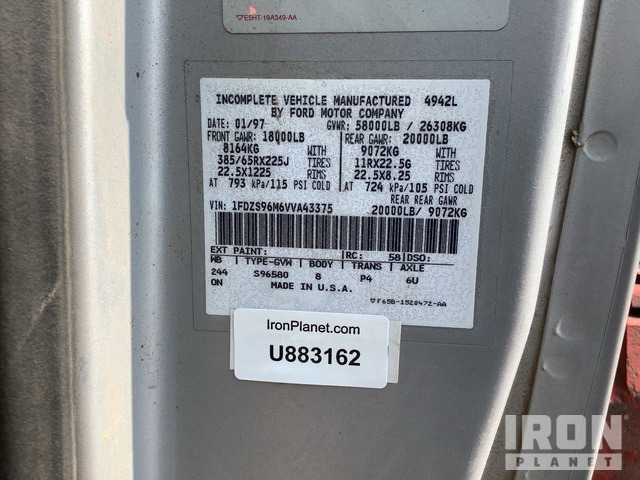 ▽E5HT-19A349-AA
INCOMPLETE VEHICLE MANUFACTURED 4942L
BY FORD MOTOR COMPANY
DATE: 01/97 GVWR: 58000LB / 26308KG
FRONT GAWR: 18000LB REAR GAWR: 20000LB
8164KG WITH 9072KG WITH
385/65RX225J TIRES 11RX22.5G TIRES
22.5X1225 RIMS 22.5X8.25 RIMS
AT 793 kPa/115 PSI COLD AT 724 kPa/105 PSI COLD
REAR REAR GAWR
VIN: 1FDZS96M6VVA43375 20000LB/ 9072KG
EXT PAINT: RC: 58 DSO:
WB TYPE-GVW BODY TRANS AXLE
244 S96580 8 P4 6U
ON MADE IN U.S.A.
▽F65B-1520472-AA
IronPlanet.com
U883162
IRON
PLANET